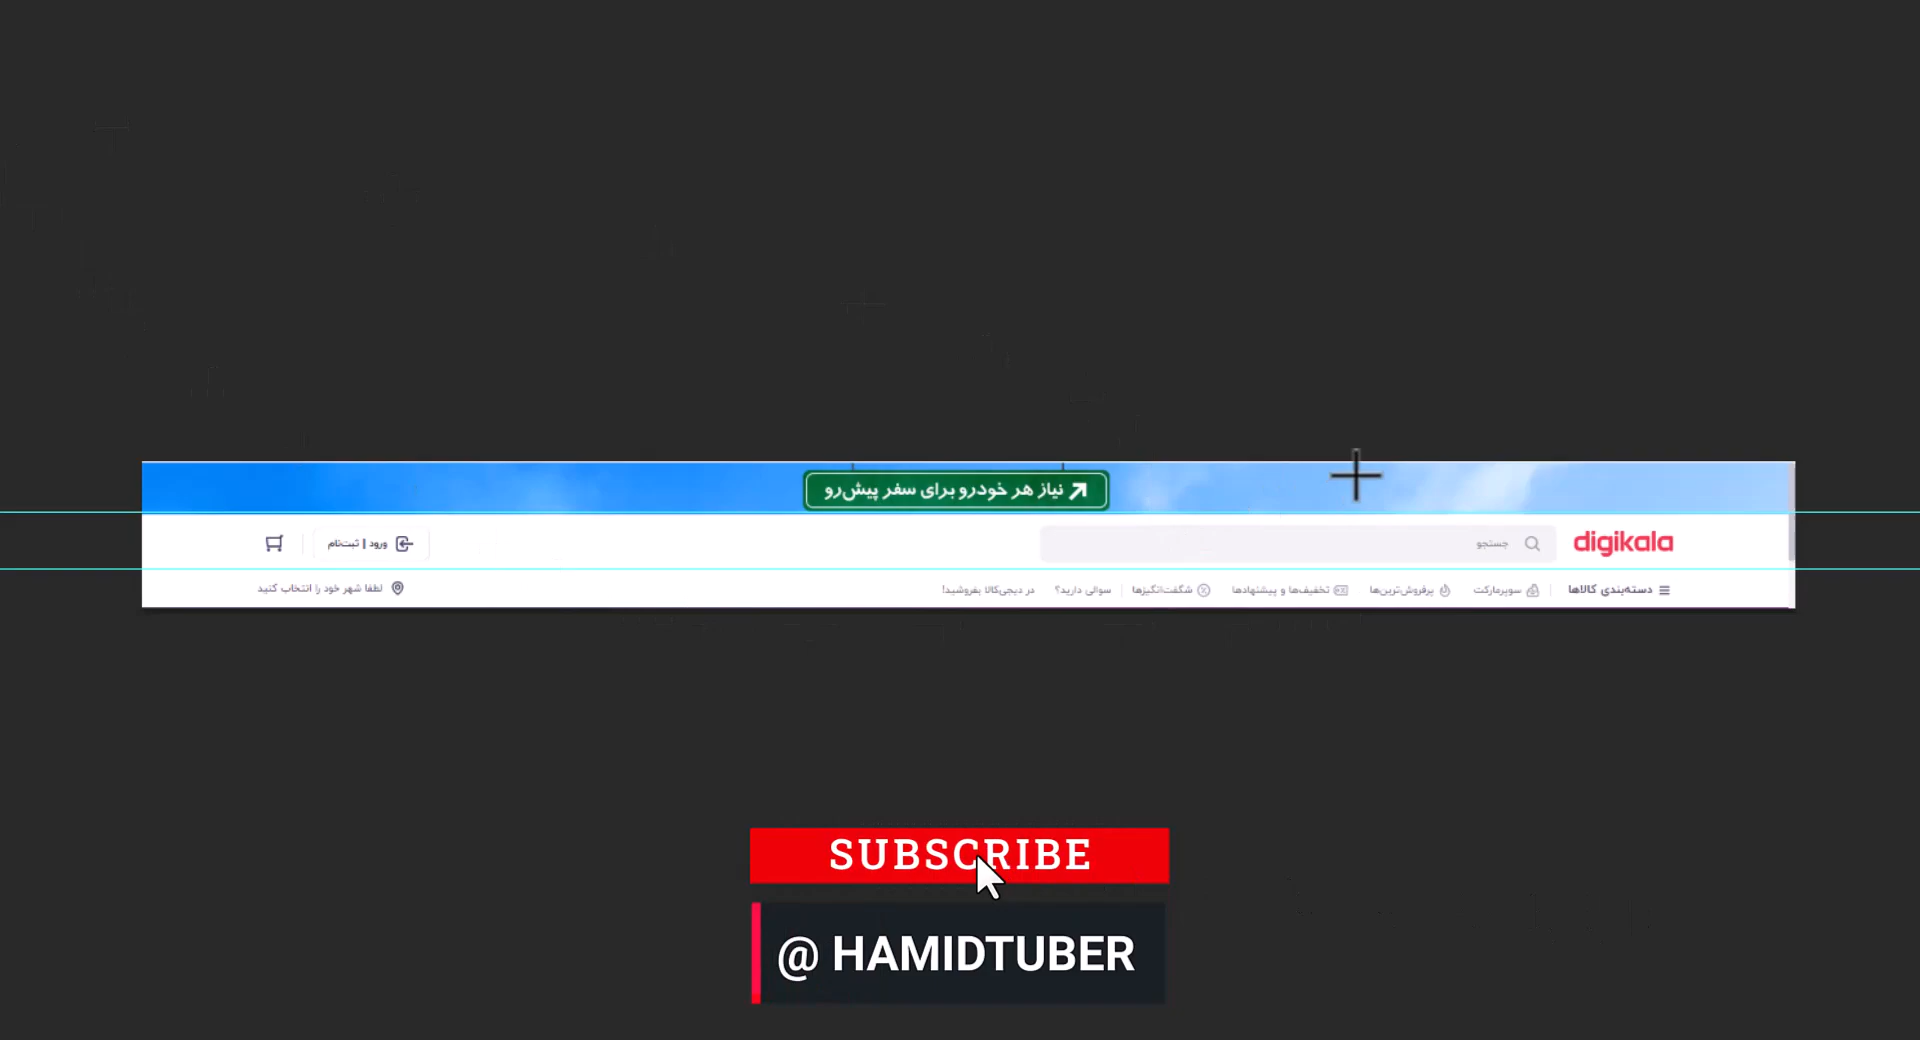 نیاز هر خودرو برای سفر پیش‌رو
digikala
جستجو
ورود | ثبت‌نام
دسته‌بندی کالاها
سوپرمارکت
پرفروش‌ترین‌ها
تخفیف‌ها و پیشنهادها
شگفت‌انگیزها
سوالی دارید؟
در دیجی‌کالا بفروشید!
لطفا شهر خود را انتخاب کنید
SUBSCRIBE
@ HAMIDTUBER